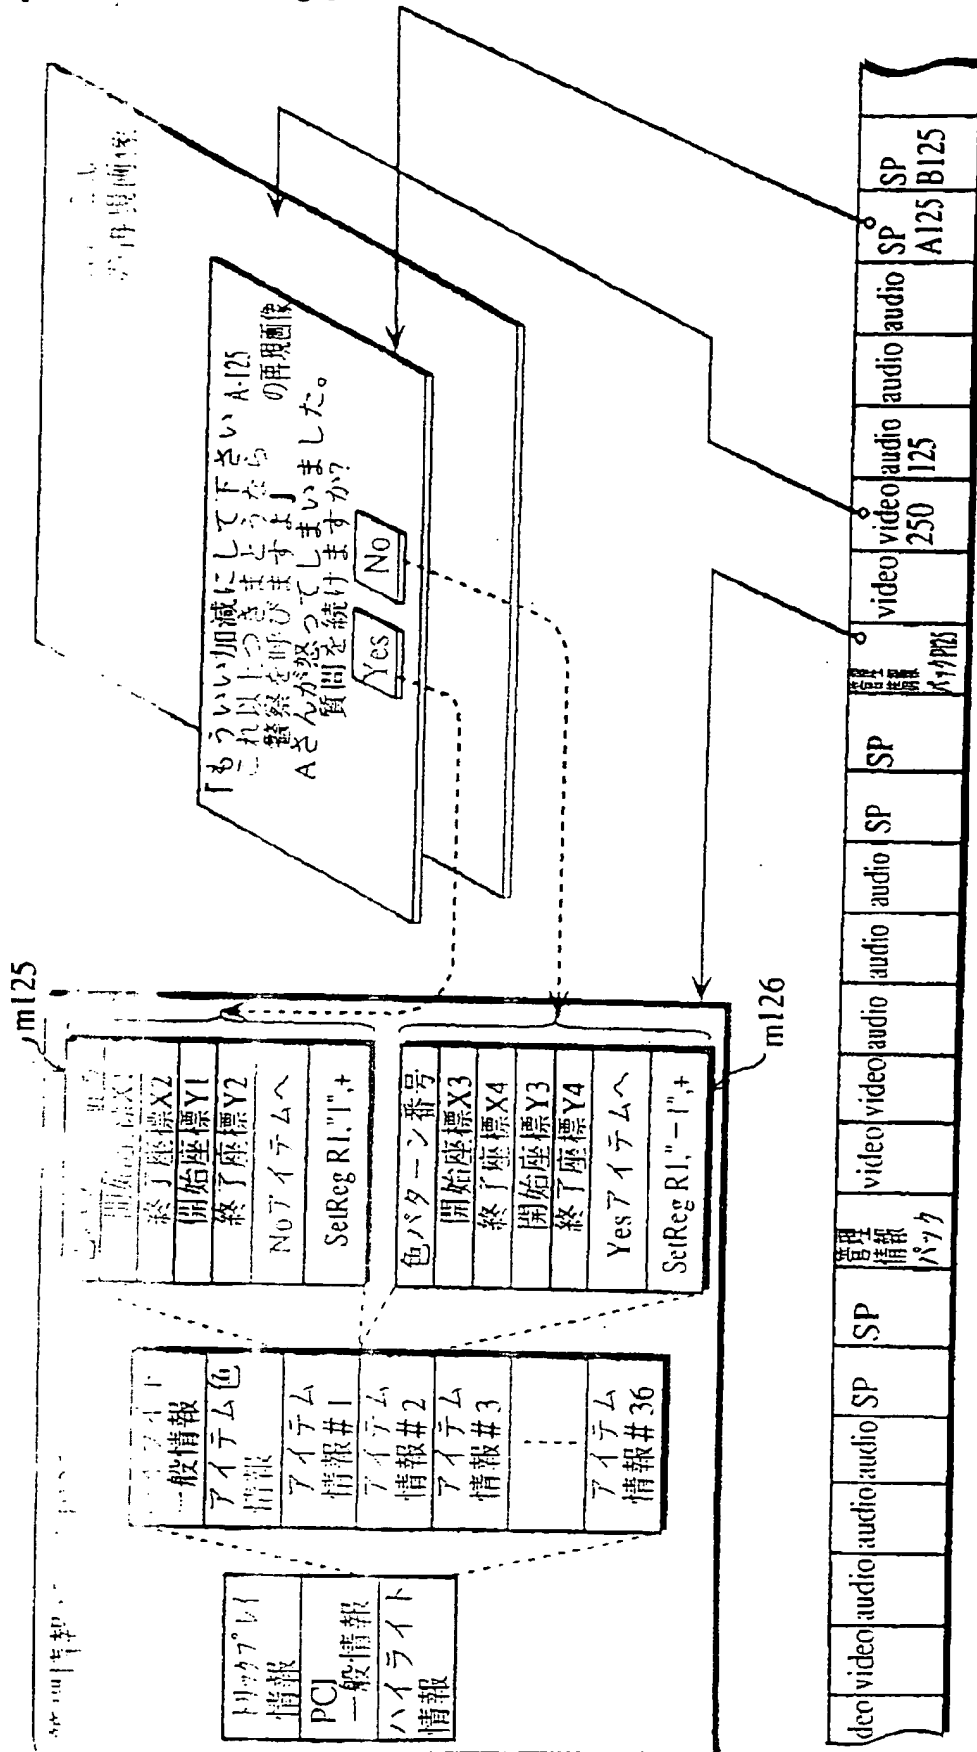 再現画像
「もういい加減にして下さい
これ以上つきまとったら
警察を呼びますよ」
Aさんが怒ってしまいました。
質問を続けますか?
Yes
No
A-125
の再現画像
m125
終了座標X2
開始座標Y1
終了座標Y2
Noアイテムへ
SetReg R1,"1",+
色パターン番号
開始座標X3
終了座標X4
開始座標Y3
終了座標Y4
Yesアイテムへ
SetReg R1,"-1",+
m126
一般情報
アイテム色
情報
アイテム
情報#1
アイテム
情報#2
アイテム
情報#3
アイテム
情報#36
トリックプレイ
情報
PCI
一般情報
ハイライト
情報
deo
video
audio
audio
audio
SP
SP
管理
情報
パック
video
video
audio
audio
audio
SP
SP
管理
情報
パックP125
video
video
250
audio
125
audio
audio
SP
A125
SP
B125